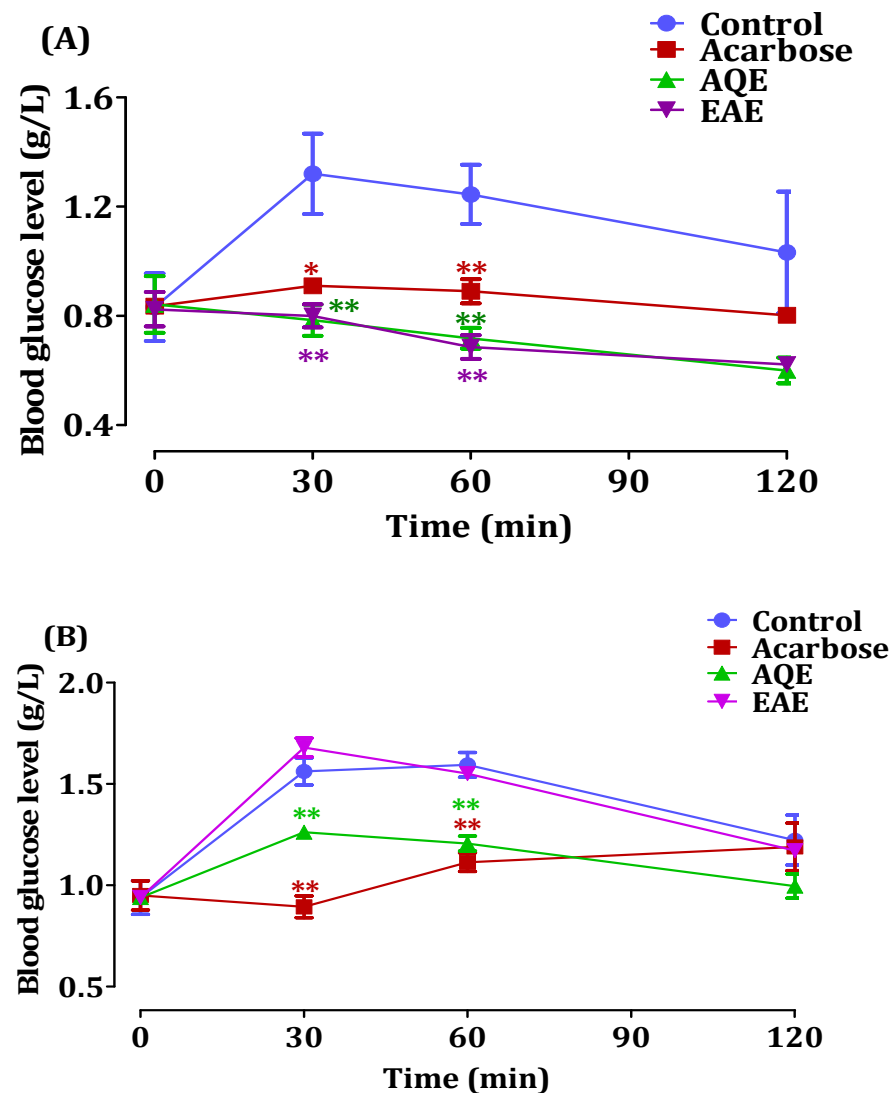 (A)
Control
Acarbose
AQE
EAE
Blood glucose level (g/L)
1.6
1.2
0.8
0.4
*
**
**
**
**
**
0 30 60 90 120
Time (min)
(B)
Control
Acarbose
AQE
EAE
Blood glucose level (g/L)
2.0
1.5
1.0
0.5
**
**
**
**
0 30 60 90 120
Time (min)